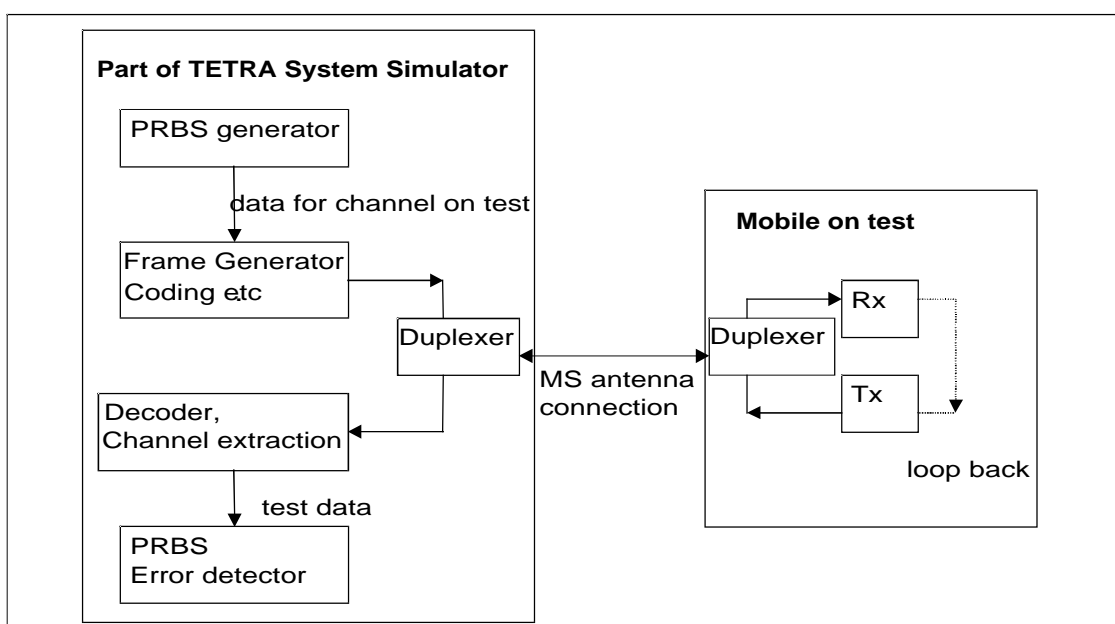 Part of TETRA System Simulator
PRBS generator
data for channel on test
Frame Generator
Coding etc
Duplexer
Decoder,
Channel extraction
test data
PRBS
Error detector
MS antenna
connection
Mobile on test
Rx
Duplexer
Tx
loop back